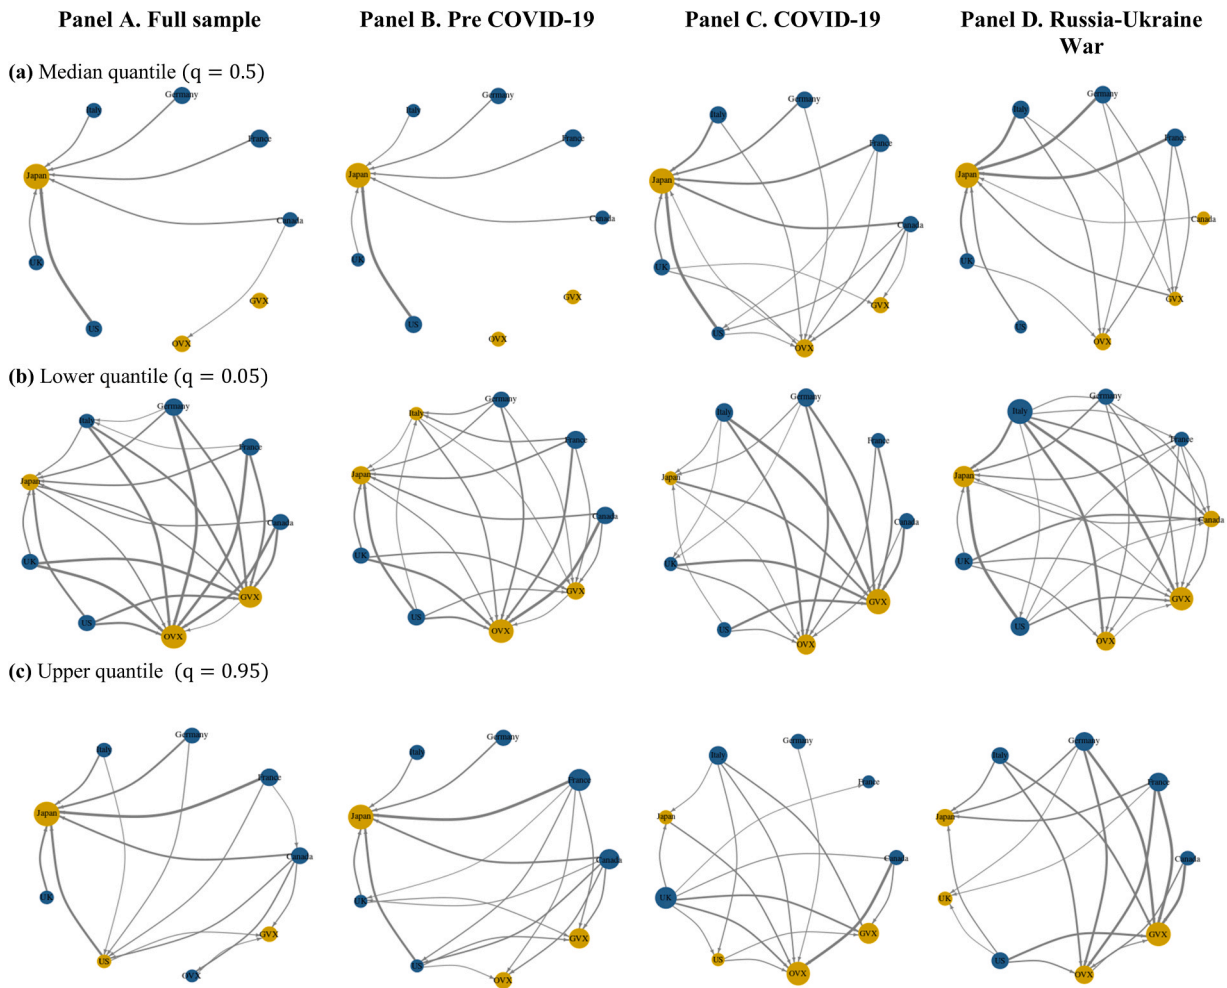 Panel A. Full sample
Panel B. Pre COVID-19
Panel C. COVID-19
Panel D. Russia-Ukraine
War
(a) Median quantile (q = 0.5)
Germany
Italy
France
Japan
Canada
UK
GVX
US
OVX
Germany
Italy
France
Japan
Canada
UK
GVX
US
OVX
Germany
Italy
France
Japan
Canada
UK
GVX
US
OVX
Germany
Italy
France
Japan
Canada
UK
GVX
US
OVX
(b) Lower quantile (q = 0.05)
Germany
Italy
France
Japan
Canada
UK
GVX
US
OVX
Germany
Italy
France
Japan
Canada
UK
GVX
US
OVX
Germany
Italy
France
Japan
Canada
UK
GVX
US
OVX
Germany
Italy
France
Japan
Canada
UK
GVX
US
OVX
(c) Upper quantile (q = 0.95)
Germany
Italy
France
Japan
Canada
UK
GVX
US
OVX
Germany
Italy
France
Japan
Canada
UK
GVX
US
OVX
Germany
Italy
France
Japan
Canada
UK
GVX
US
OVX
Germany
Italy
France
Japan
Canada
UK
GVX
US
OVX